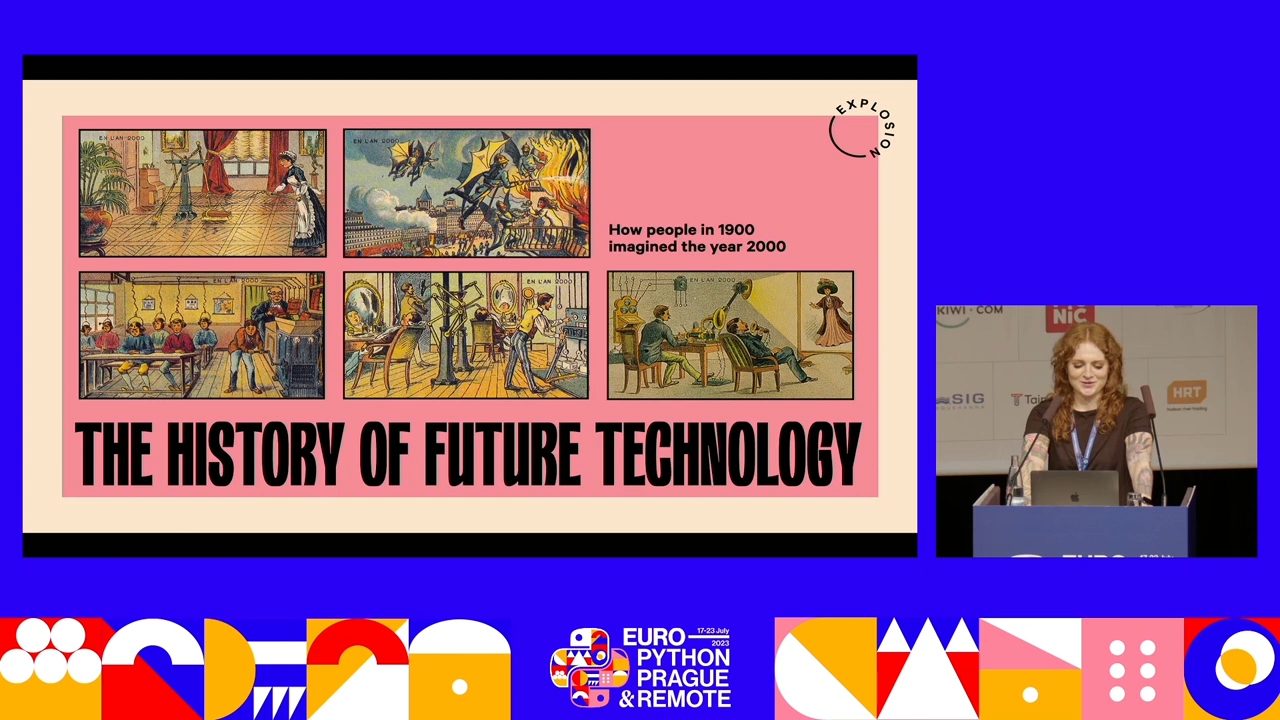 EXPLOSION
EN L'AN 2000
EN L'AN 2000
How people in 1900
imagined the year 2000
EN L'AN 2000
EN L'AN 2000
EN L'AN 2000
THE HISTORY OF FUTURE TECHNOLOGY
KIWI.COM
NiC
SIG
HRT
EURO
17-23 July
2023
EURO
PYTHON
PRAGUE
& REMOTE